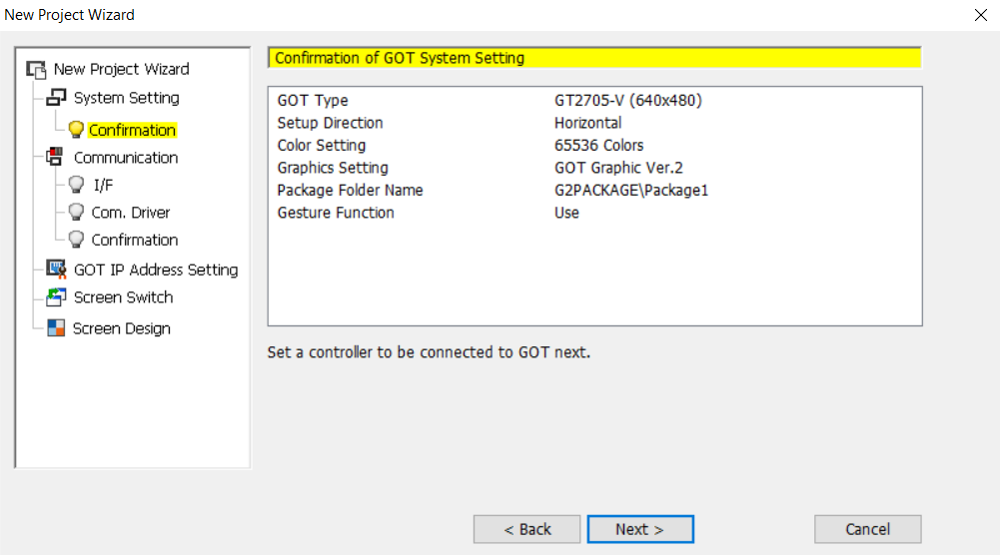 New Project Wizard
New Project Wizard
System Setting
Confirmation
Communication
I/F
Com. Driver
Confirmation
GOT IP Address Setting
Screen Switch
Screen Design
Confirmation of GOT System Setting
GOT Type GT2705-V (640x480)
Setup Direction Horizontal
Color Setting 65536 Colors
Graphics Setting GOT Graphic Ver.2
Package Folder Name G2PACKAGE\Package1
Gesture Function Use
Set a controller to be connected to GOT next.
< Back Next > Cancel